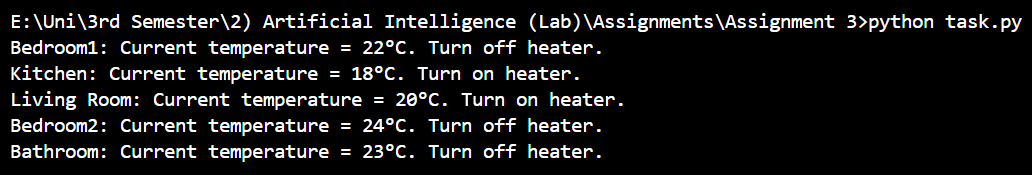 E:\Uni\3rd Semester\2) Artificial Intelligence (Lab)\Assignments\Assignment 3>python task.py
Bedroom1: Current temperature = 22°C. Turn off heater.
Kitchen: Current temperature = 18°C. Turn on heater.
Living Room: Current temperature = 20°C. Turn on heater.
Bedroom2: Current temperature = 24°C. Turn off heater.
Bathroom: Current temperature = 23°C. Turn off heater.